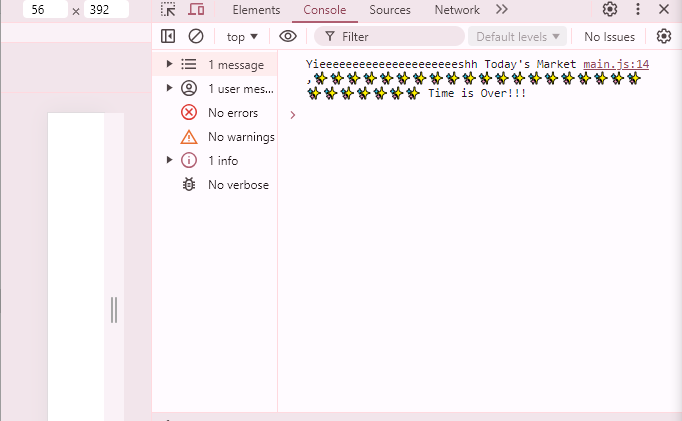 56 × 392
Elements Console Sources Network
top ▼ Filter Default levels ▼ No Issues
1 message
1 user mes...
No errors
No warnings
1 info
No verbose
Yieeeeeeeeeeeeeeeeeeeeeshh Today's Market main.js:14
,✨✨✨✨✨✨✨✨✨✨✨✨✨✨✨✨✨✨✨✨
✨✨✨✨✨✨✨ Time is Over!!!